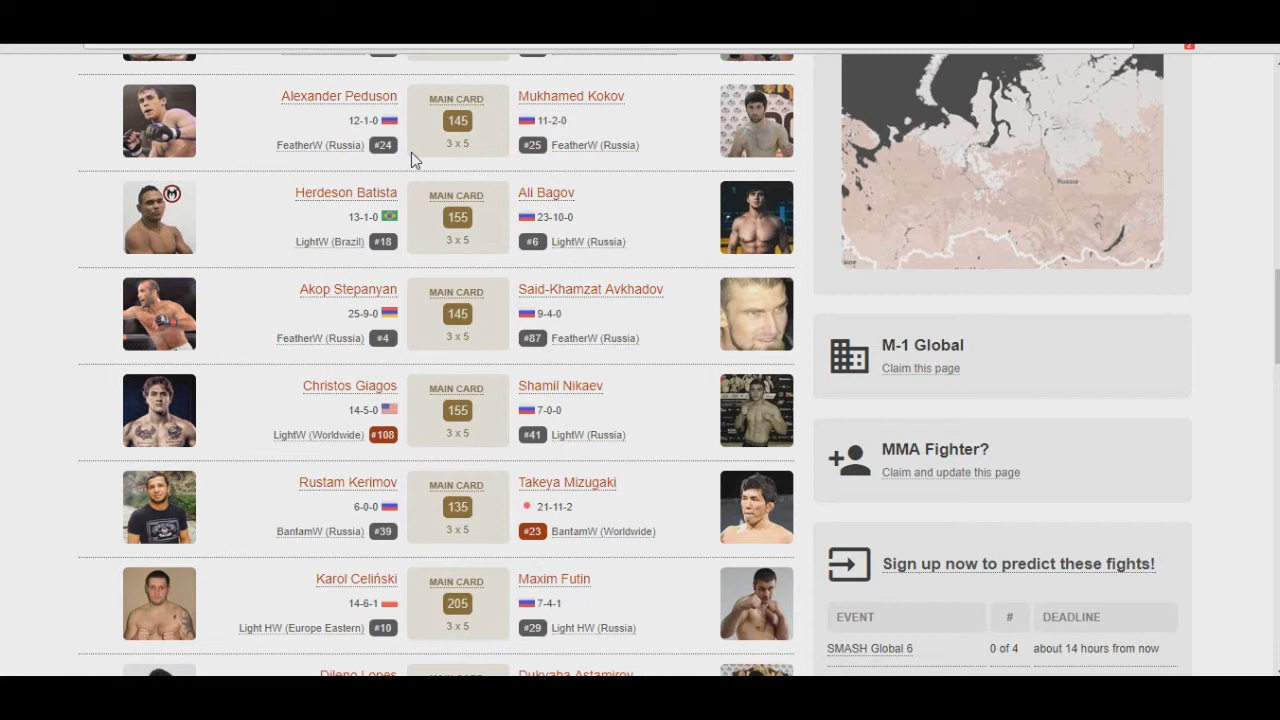 2
Alexander Peduson
12-1-0
FeatherW (Russia) #24
MAIN CARD
145
3 x 5
Mukhamed Kokov
11-2-0
#25 FeatherW (Russia)
Herdeson Batista
13-1-0
LightW (Brazil) #18
MAIN CARD
155
3 x 5
Ali Bagov
23-10-0
#6 LightW (Russia)
Akop Stepanyan
25-9-0
FeatherW (Russia) #4
MAIN CARD
145
3 x 5
Said-Khamzat Avkhadov
9-4-0
#87 FeatherW (Russia)
Christos Giagos
14-5-0
LightW (Worldwide) #108
MAIN CARD
155
3 x 5
Shamil Nikaev
7-0-0
#41 LightW (Russia)
Rustam Kerimov
6-0-0
BantamW (Russia) #39
MAIN CARD
135
3 x 5
Takeya Mizugaki
21-11-2
#23 BantamW (Worldwide)
Karol Celiński
14-6-1
Light HW (Europe Eastern) #10
MAIN CARD
205
3 x 5
Maxim Futin
7-4-1
#29 Light HW (Russia)
Dileno Lopes
Dukvaha Astamirov
Russia
M-1 Global
Claim this page
MMA Fighter?
Claim and update this page
Sign up now to predict these fights!
EVENT # DEADLINE
SMASH Global 6 0 of 4 about 14 hours from now